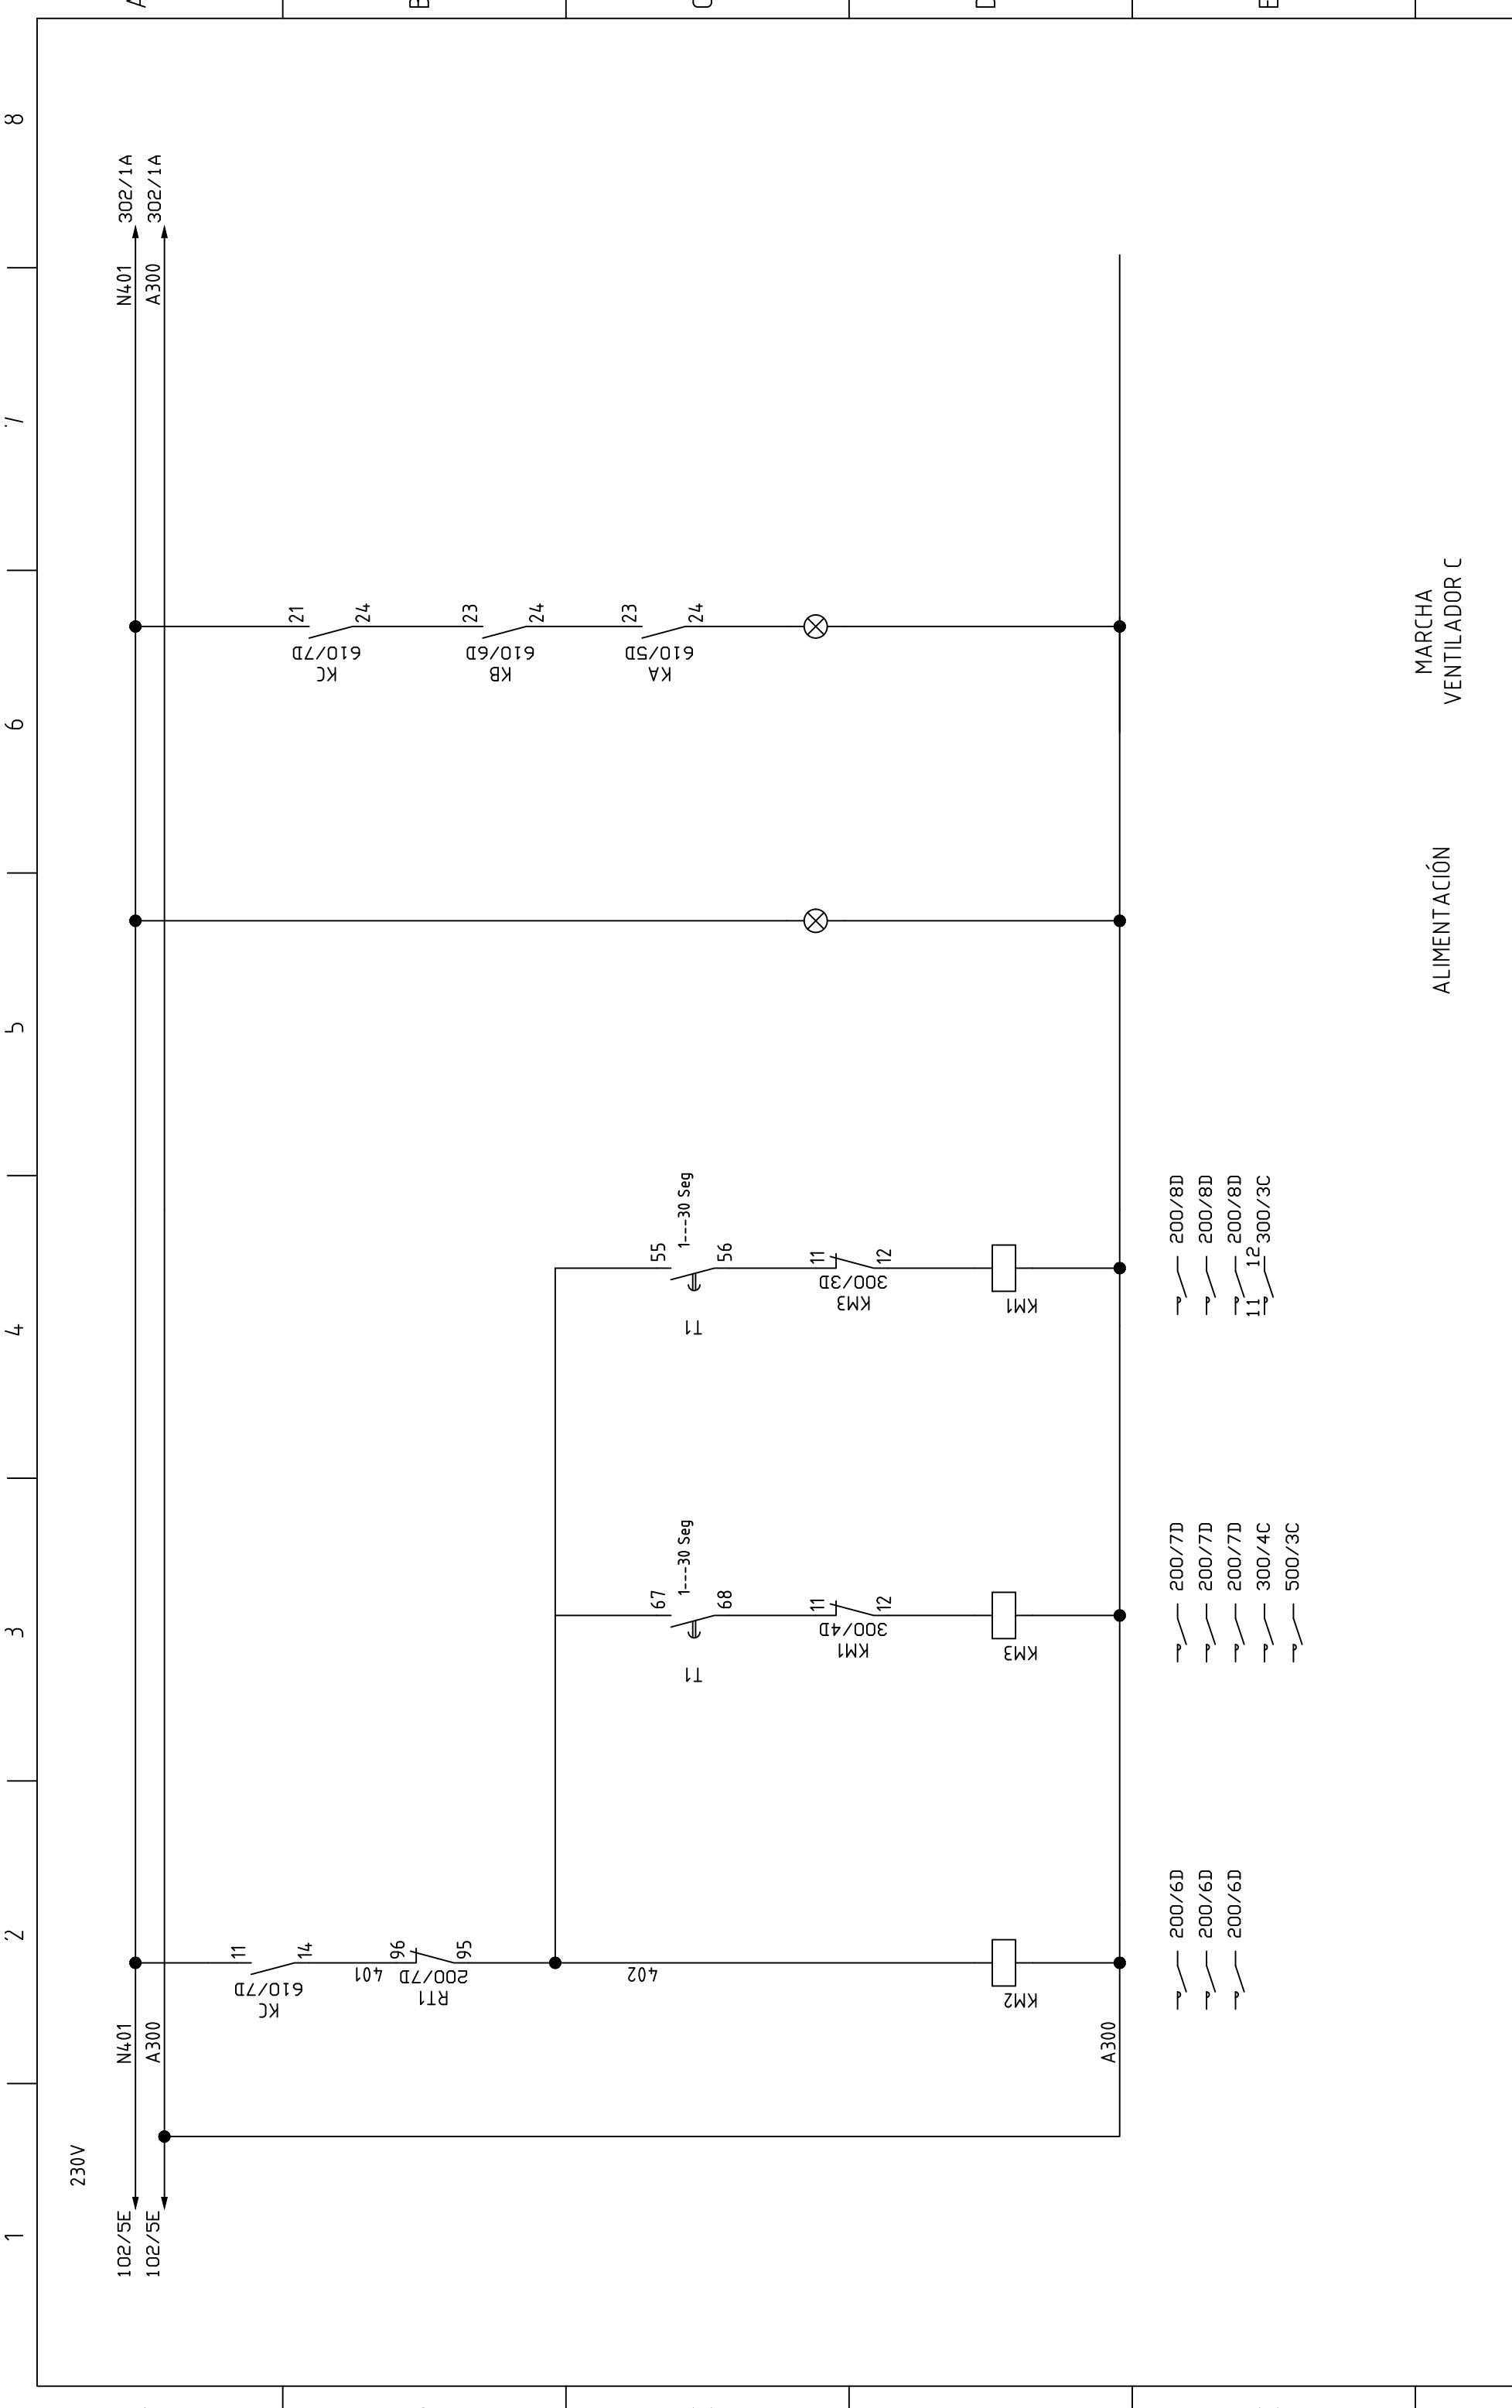 A
B
C
D
E
1
2
3
4
5
6
7
8
230V
102/5E
102/5E
N401
A300
N401
A300
302/1A
302/1A
11
14
KC
610/7D
401
96
95
RT1
200/7D
402
KM2
A300
67
68
T1
1---30 Seg
11
12
KM1
300/4D
KM3
55
56
T1
1---30 Seg
11
12
KM3
300/3D
KM1
21
24
KC
610/7D
23
24
KB
610/6D
23
24
KA
610/5D
200/6D
200/6D
200/6D
200/7D
200/7D
200/7D
300/4C
500/3C
200/8D
200/8D
200/8D
11 12
300/3C
ALIMENTACIÓN
MARCHA
VENTILADOR C